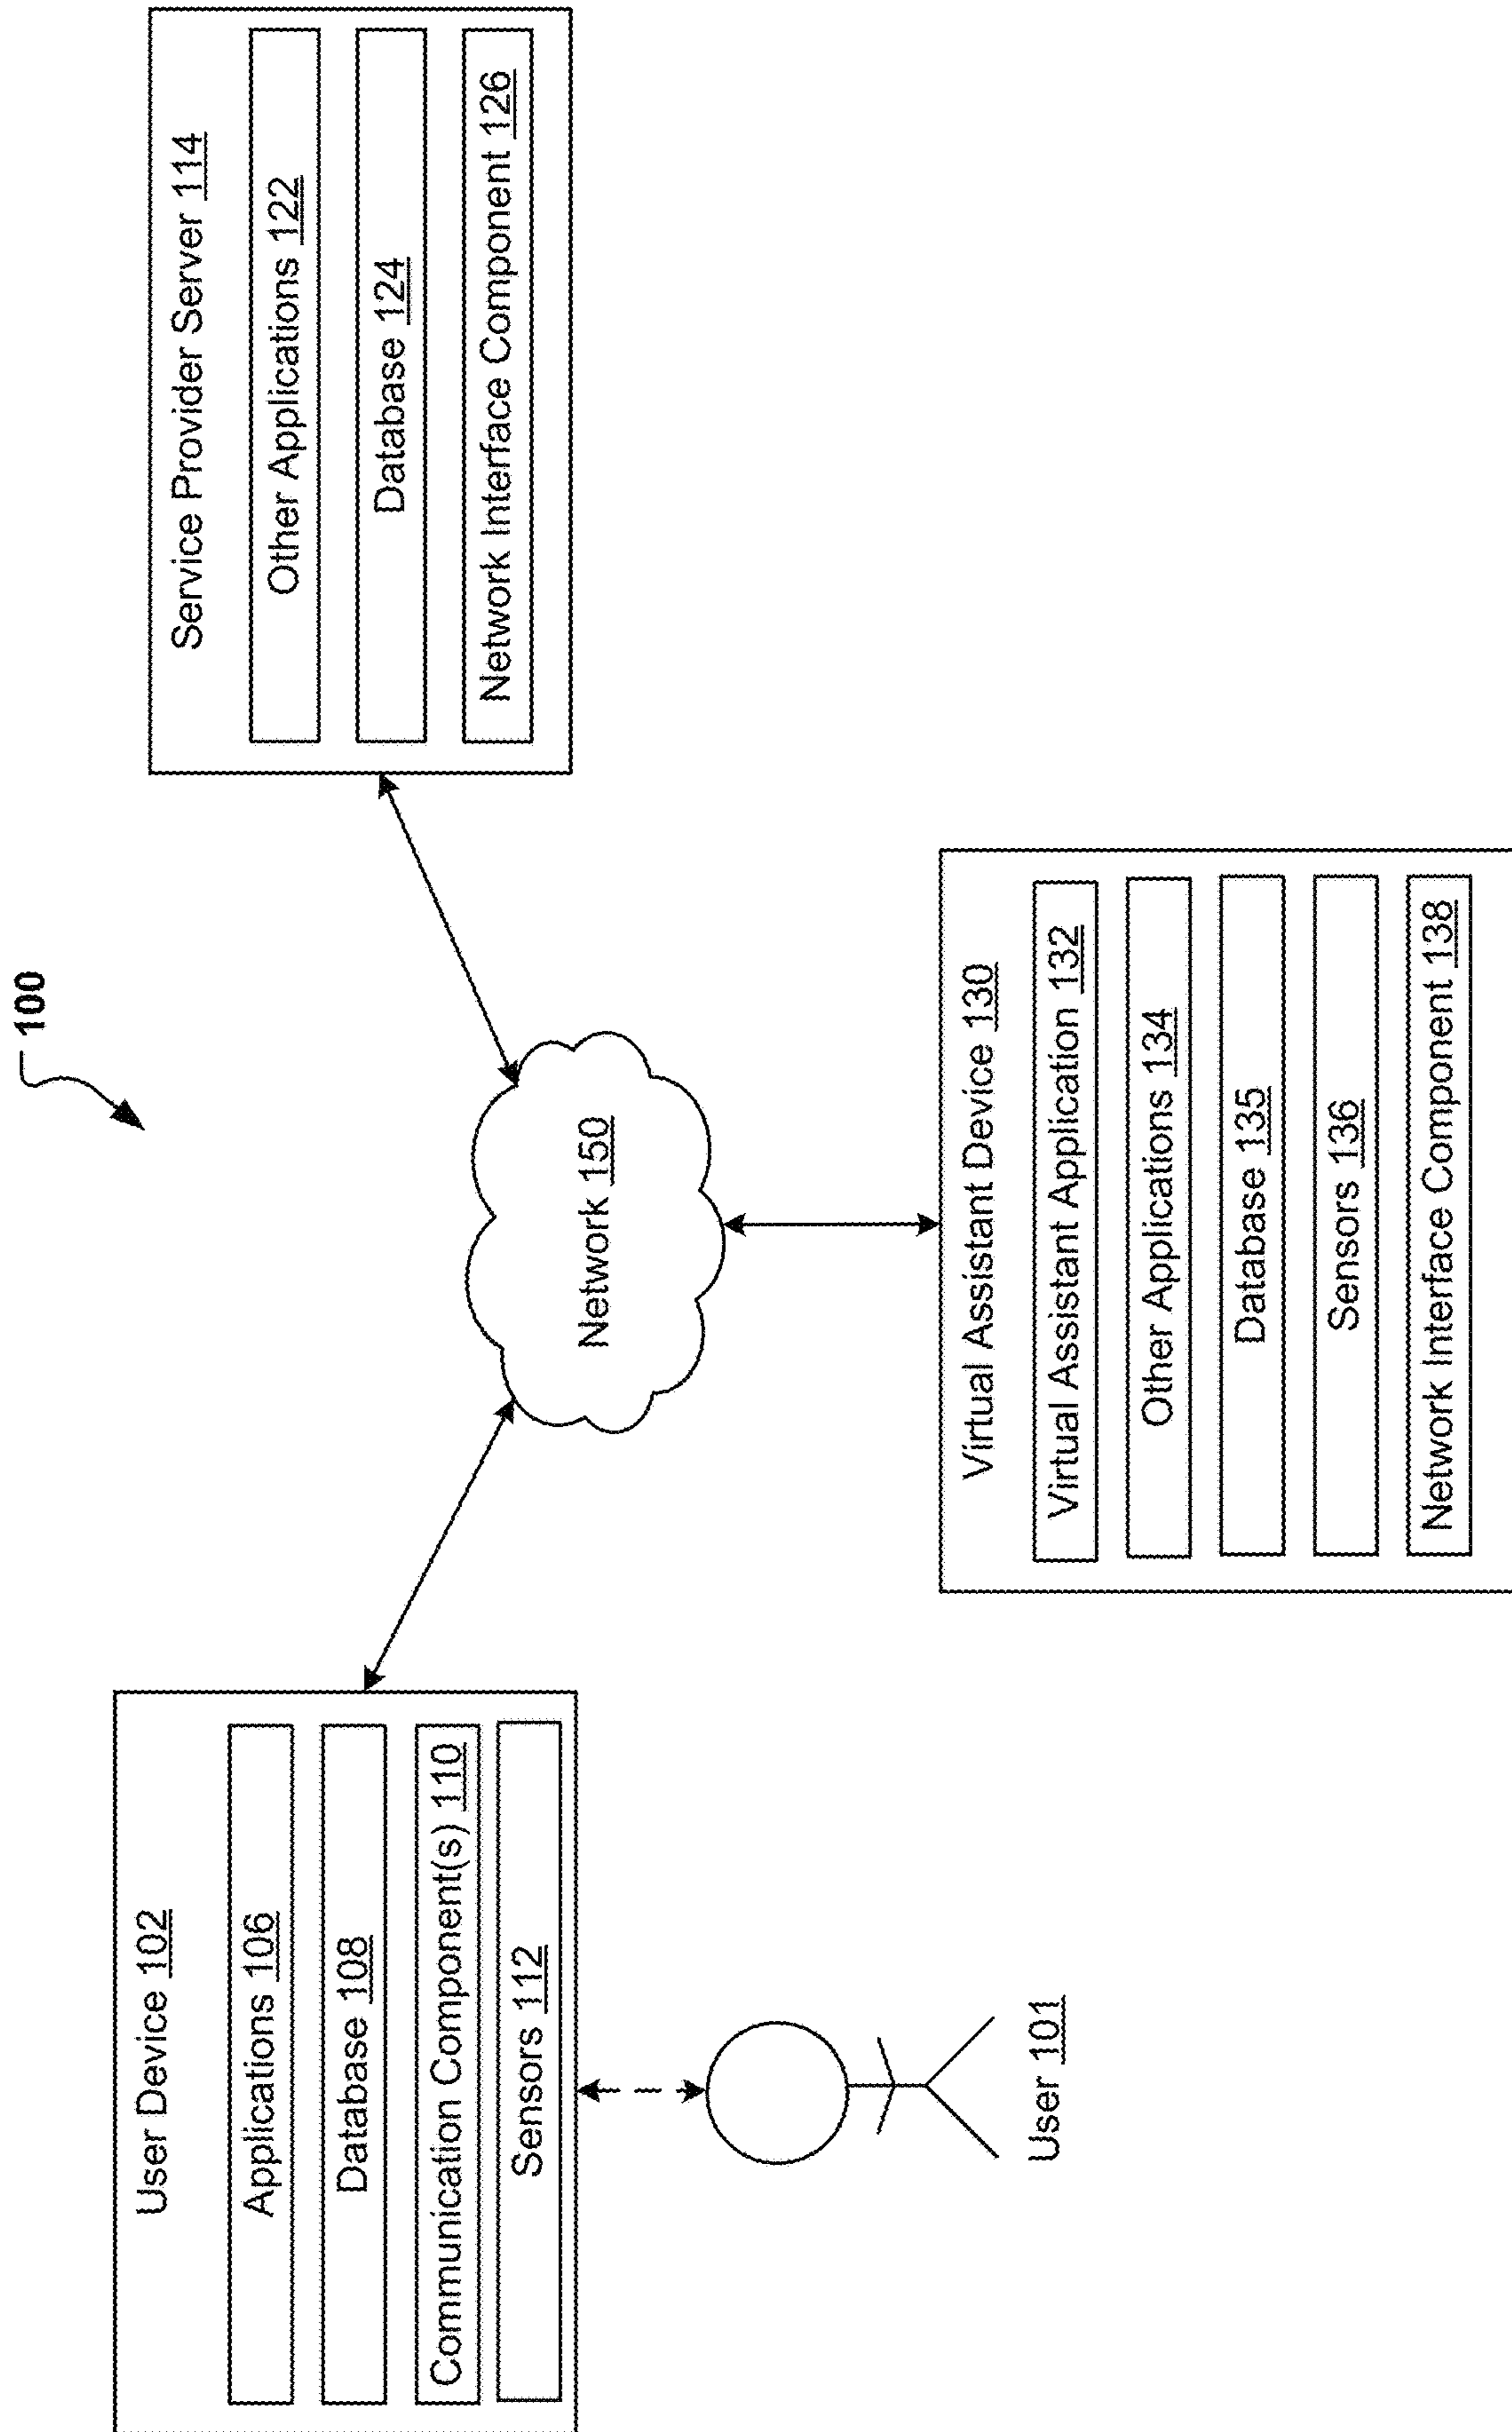 100
User Device 102
Applications 106
Database 108
Communication Component(s) 110
Sensors 112
User 101
Network 150
Service Provider Server 114
Other Applications 122
Database 124
Network Interface Component 126
Virtual Assistant Device 130
Virtual Assistant Application 132
Other Applications 134
Database 135
Sensors 136
Network Interface Component 138